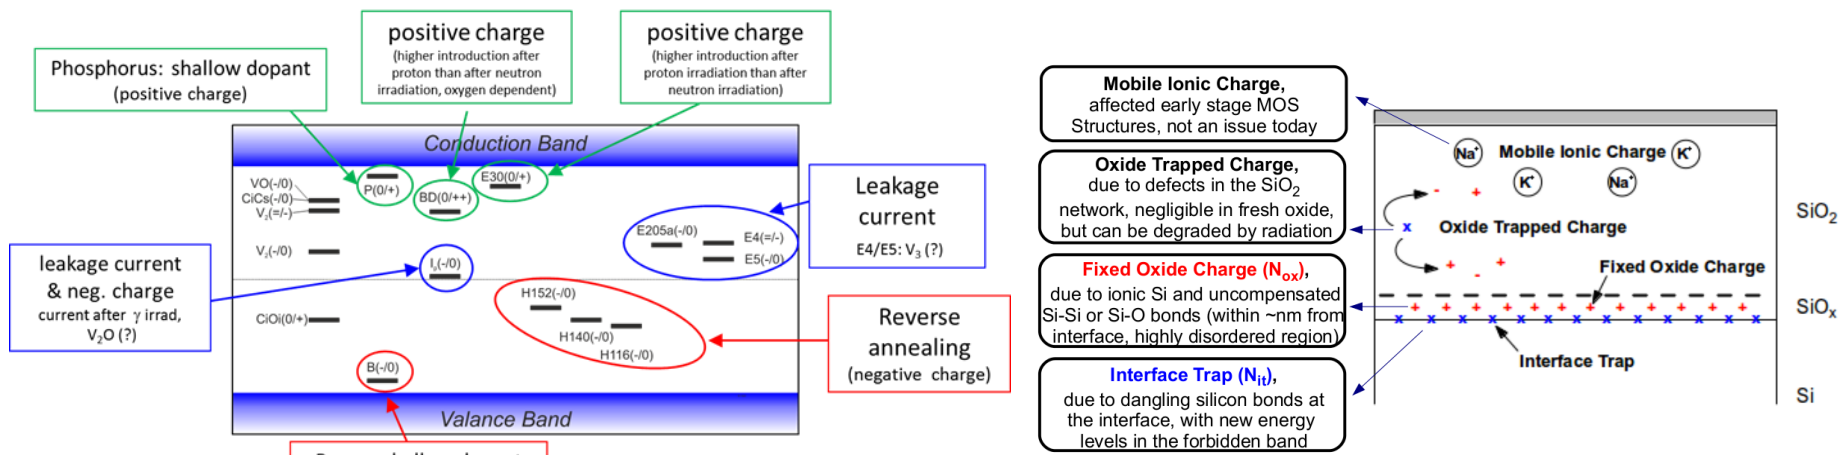 positive charge
(higher introduction after
proton than after neutron
irradiation, oxygen dependent)
positive charge
(higher introduction after
proton irradiation than after
neutron irradiation)
Phosphorus: shallow dopant
(positive charge)
Conduction Band
VO(-/0)
CiCs(-/0)
V2(=/-)
P(0/+)
BD(0/++)
E30(0/+)
V2(-/0)
Ip(-/0)
E205a(-/0)
E4(=/-)
E5(-/0)
Leakage
current
E4/E5: V3 (?)
leakage current
& neg. charge
current after γ irrad,
V2O (?)
CiOi(0/+)
H152(-/0)
H140(-/0)
H116(-/0)
Reverse
annealing
(negative charge)
B(-/0)
Valance Band
Mobile Ionic Charge,
affected early stage MOS
Structures, not an issue today
Oxide Trapped Charge,
due to defects in the SiO2
network, negligible in fresh oxide,
but can be degraded by radiation
Fixed Oxide Charge (Nox),
due to ionic Si and uncompensated
Si-Si or Si-O bonds (within ~nm from
interface, highly disordered region)
Interface Trap (Nit),
due to dangling silicon bonds at
the interface, with new energy
levels in the forbidden band
Na+
Mobile Ionic Charge
K+
K+
Na+
- +
x
Oxide Trapped Charge
+ - +
Fixed Oxide Charge
+ + + + + + + + + + + +
x x x x x x x x x x x x
Interface Trap
SiO2
SiOx
Si